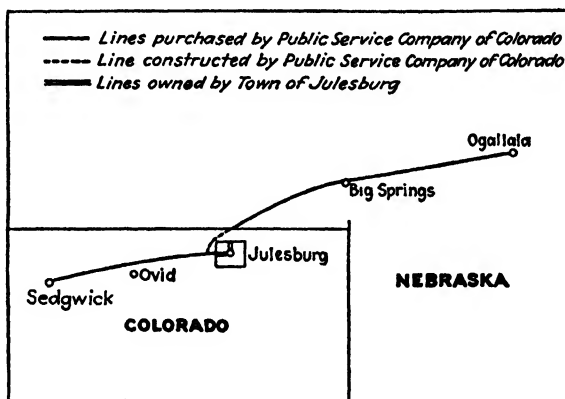 Lines purchased by Public Service Company of Colorado
Line constructed by Public Service Company of Colorado
Lines owned by Town of Julesburg
Ogallala
Big Springs
Julesburg
Ovid
Sedgwick
NEBRASKA
COLORADO